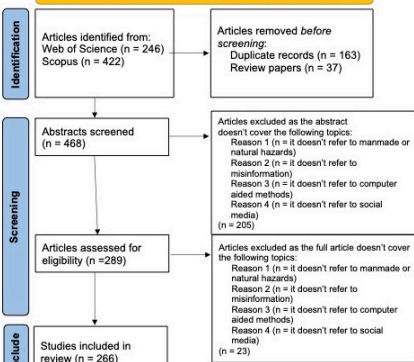 Identification
Articles identified from:
Web of Science (n = 246)
Scopus (n = 422)
Articles removed before
screening:
Duplicate records (n = 163)
Review papers (n = 37)
Screening
Abstracts screened
(n = 468)
Articles excluded as the abstract
doesn't cover the following topics:
Reason 1 (n = it doesn't refer to manmade or
natural hazards)
Reason 2 (n = it doesn't refer to
misinformation)
Reason 3 (n = it doesn't refer to computer
aided methods)
Reason 4 (n = it doesn't refer to social
media)
(n = 205)
Articles assessed for
eligibility (n =289)
Articles excluded as the full article doesn't cover
the following topics:
Reason 1 (n = it doesn't refer to manmade or
natural hazards)
Reason 2 (n = it doesn't refer to
misinformation)
Reason 3 (n = it doesn't refer to computer
aided methods)
Reason 4 (n = it doesn't refer to social
media)
(n = 23)
clude
Studies included in
review (n = 266)